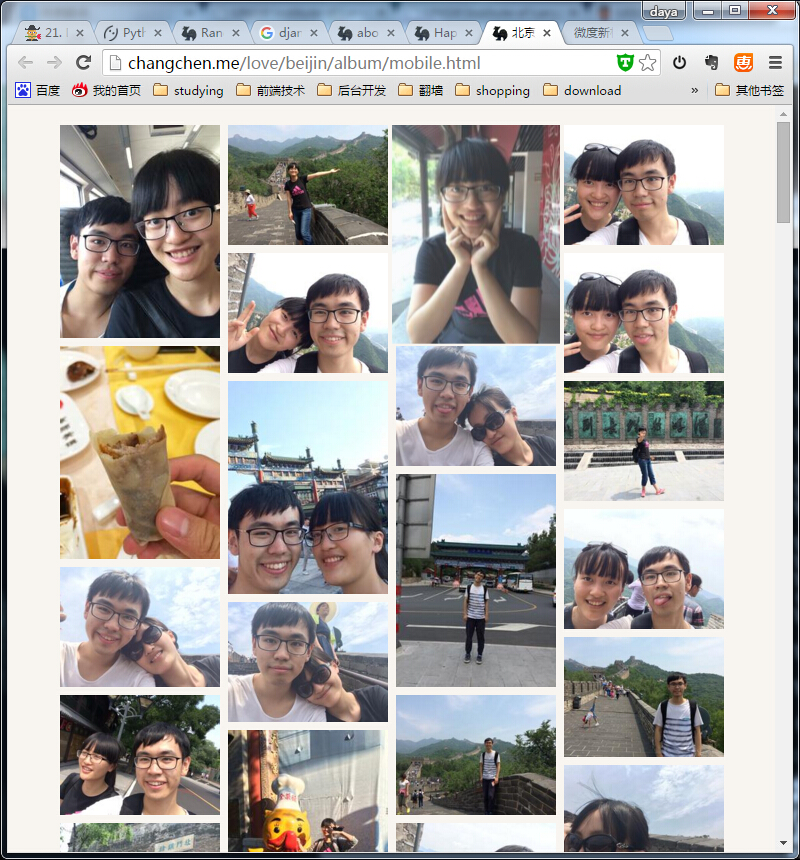 daya
21. [
Pyth
Ran
djar
abo
Hap
北京
微度新
changchen.me/love/beijin/album/mobile.html
百度 我的首页 studying 前端技术 后台开发 翻墙 shopping download » 其他书签